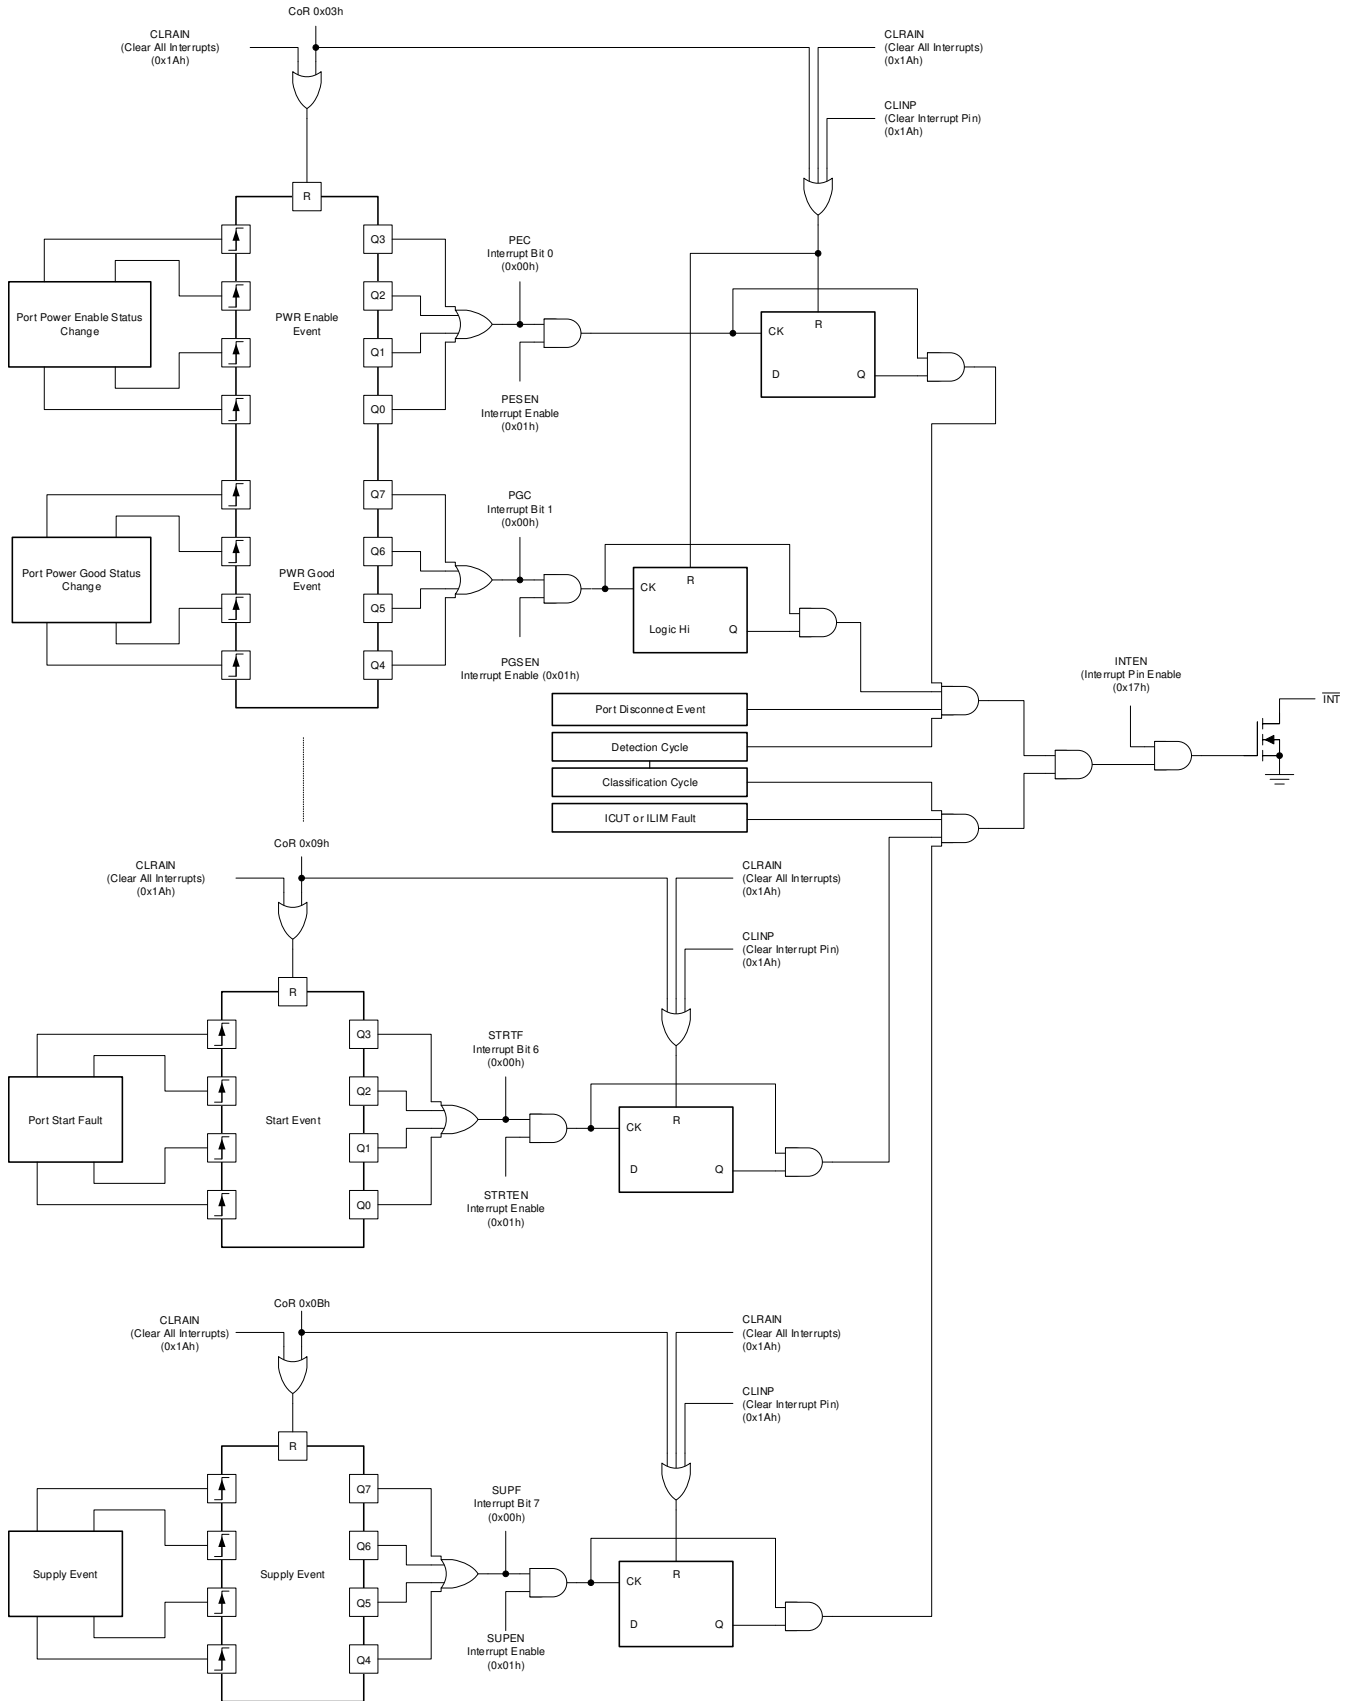 CoR 0x03h
CLRAIN
(Clear All Interrupts)
(0x1Ah)
CLRAIN
(Clear All Interrupts)
(0x1Ah)
CLINP
(Clear Interrupt Pin)
(0x1Ah)
R
Q3
Q2
Q1
Q0
Port Power Enable Status
Change
PWR Enable
Event
PEC
Interrupt Bit 0
(0x00h)
PESEN
Interrupt Enable
(0x01h)
CK
R
D
Q
Q7
Q6
Q5
Q4
Port Power Good Status
Change
PWR Good
Event
PGC
Interrupt Bit 1
(0x00h)
PGSEN
Interrupt Enable (0x01h)
CK
R
Logic Hi
Q
Port Disconnect Event
Detection Cycle
Classification Cycle
ICUT or ILIM Fault
INTEN
(Interrupt Pin Enable
(0x17h)
INT
CoR 0x09h
CLRAIN
(Clear All Interrupts)
(0x1Ah)
CLRAIN
(Clear All Interrupts)
(0x1Ah)
CLINP
(Clear Interrupt Pin)
(0x1Ah)
R
Q3
Q2
Q1
Q0
Port Start Fault
Start Event
STRTF
Interrupt Bit 6
(0x00h)
STRTEN
Interrupt Enable
(0x01h)
CK
R
D
Q
CoR 0x0Bh
CLRAIN
(Clear All Interrupts)
(0x1Ah)
CLRAIN
(Clear All Interrupts)
(0x1Ah)
CLINP
(Clear Interrupt Pin)
(0x1Ah)
R
Q7
Q6
Q5
Q4
Supply Event
Supply Event
SUPF
Interrupt Bit 7
(0x00h)
SUPEN
Interrupt Enable
(0x01h)
CK
R
D
Q